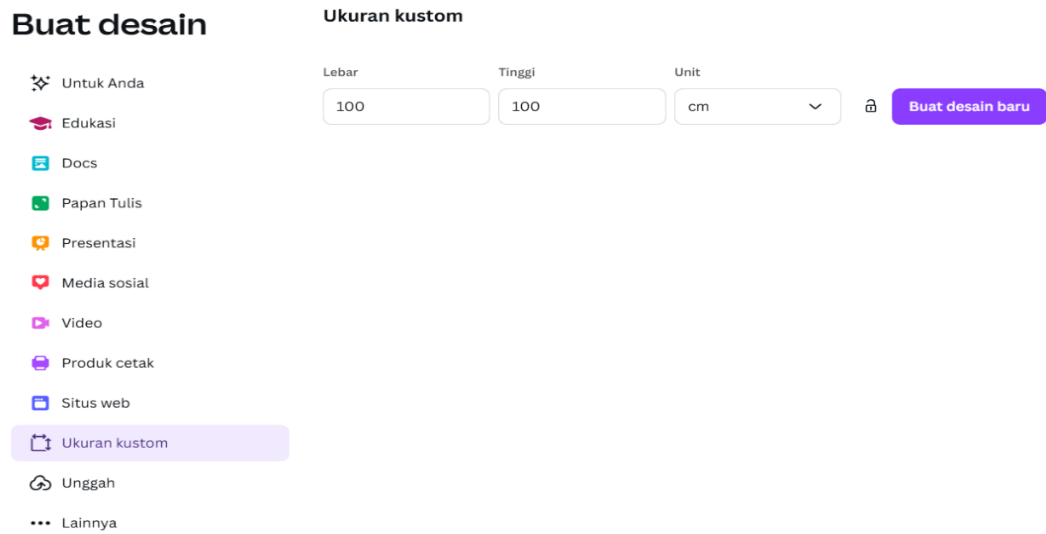 Buat desain
Untuk Anda
Edukasi
Docs
Papan Tulis
Presentasi
Media sosial
Video
Produk cetak
Situs web
Ukuran kustom
Unggah
Lainnya
Ukuran kustom
Lebar
Tinggi
Unit
100
100
cm
Buat desain baru